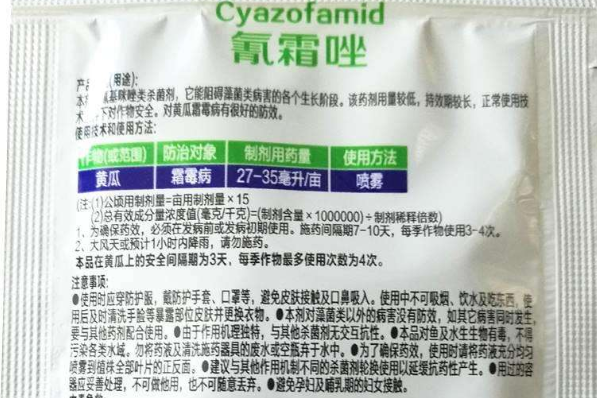 Cyazofamid
氰霜唑
产品 (用途):
本 氰基咪唑类杀菌剂，它能阻碍藻菌类病害的各个生长阶段。该药剂用量较低，持效期较长，正常使用技
术 下对作物安全。对黄瓜霜霉病有很好的防效。
使用技术和使用方法:
作物(或范围) 防治对象 制剂用药量 使用方法
黄瓜 霜霉病 27-35毫升/亩 喷雾
(注:(1)公顷用制剂量=亩用制剂量×15
(2)总有效成分量浓度值(毫克/千克)=(制剂含量×1000000)÷制剂稀释倍数)
1、为确保药效，必须在发病前或发病初期使用。施药间隔期7-10天，每季作物使用3-4次。
2、大风天或预计1小时内降雨，请勿施药。
本品在黄瓜上的安全间隔期为3天，每季作物最多使用次数为4次。
注意事项:
●使用时应穿防护服，戴防护手套、口罩等，避免皮肤接触及口鼻吸入。使用中不可吸烟、饮水及吃东西，使
用后及时清洗手脸等暴露部位皮肤并更换衣物。●本剂对藻菌类以外的病害没有防效，如其它病害同时发生，
要与其他药剂配合使用。●由于作用机理独特，与其他杀菌剂无交互抗性。●本品对鱼及水生生物有毒，不得
污染各类水域。勿将药液及清洗施药器具的废水或空瓶弃于水中。●为了确保药效，使用时请将药液充分均匀
喷雾到植株全部叶片的正反面。●建议与其他作用机制不同的杀菌剂轮换使用以延缓抗药性产生。●用过的容
器应妥善处理，不可做他用，也不可随意丢弃。●避免孕妇及哺乳期的妇女接触。